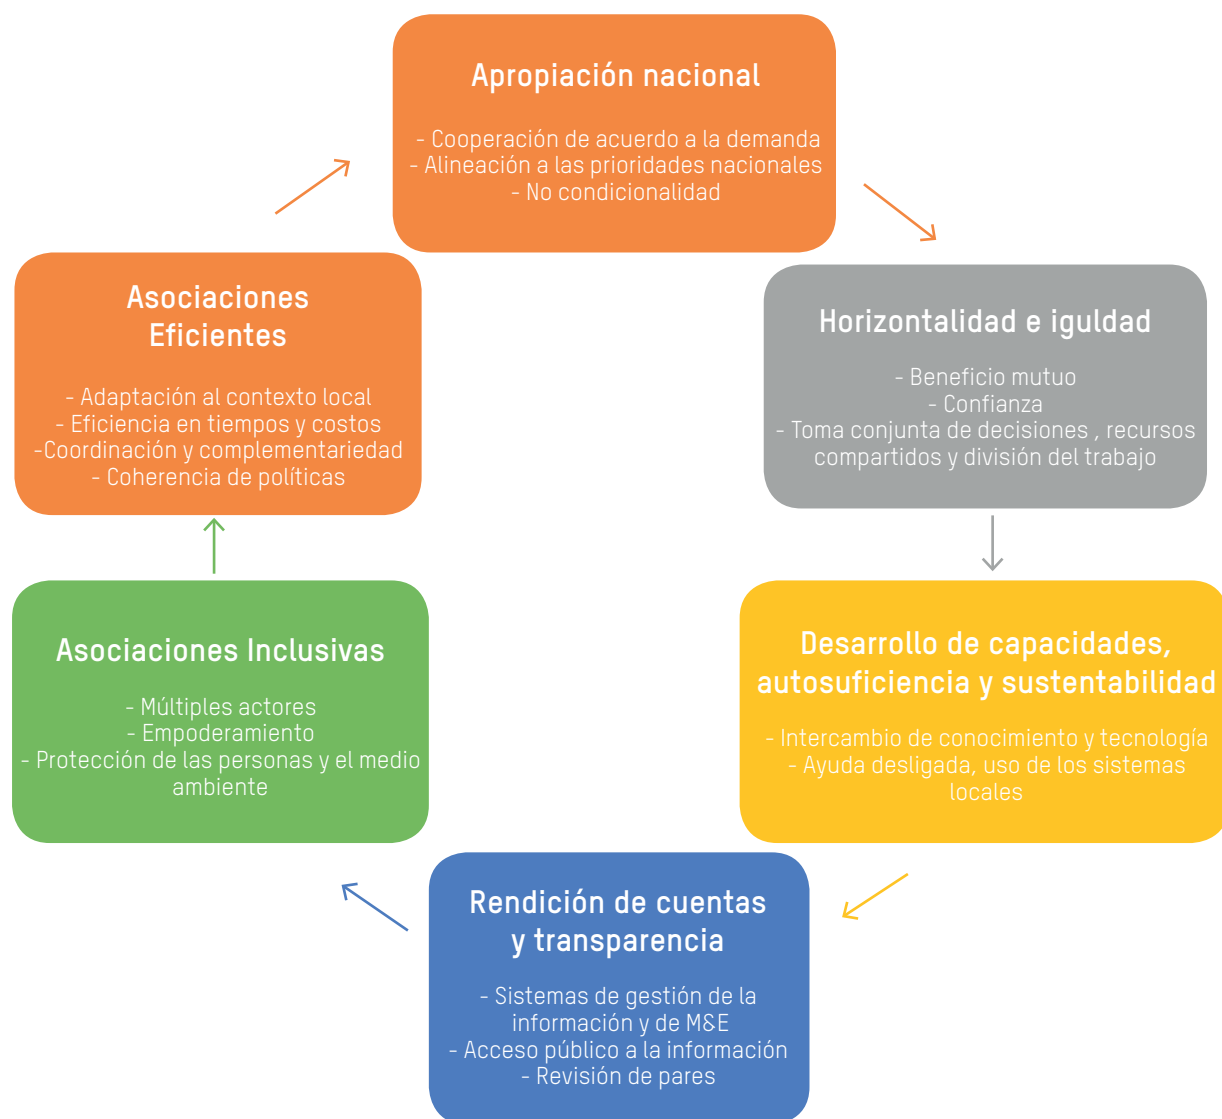 Apropiación nacional
- Cooperación de acuerdo a la demanda
- Alineación a las prioridades nacionales
- No condicionalidad
Horizontalidad e iguldad
- Beneficio mutuo
- Confianza
- Toma conjunta de decisiones , recursos
compartidos y división del trabajo
Desarrollo de capacidades,
autosuficiencia y sustentabilidad
- Intercambio de conocimiento y tecnología
- Ayuda desligada, uso de los sistemas
locales
Rendición de cuentas
y transparencia
- Sistemas de gestión de la
información y de M&E
- Acceso público a la información
- Revisión de pares
Asociaciones Inclusivas
- Múltiples actores
- Empoderamiento
- Protección de las personas y el medio
ambiente
Asociaciones
Eficientes
- Adaptación al contexto local
- Eficiencia en tiempos y costos
-Coordinación y complementariedad
- Coherencia de políticas